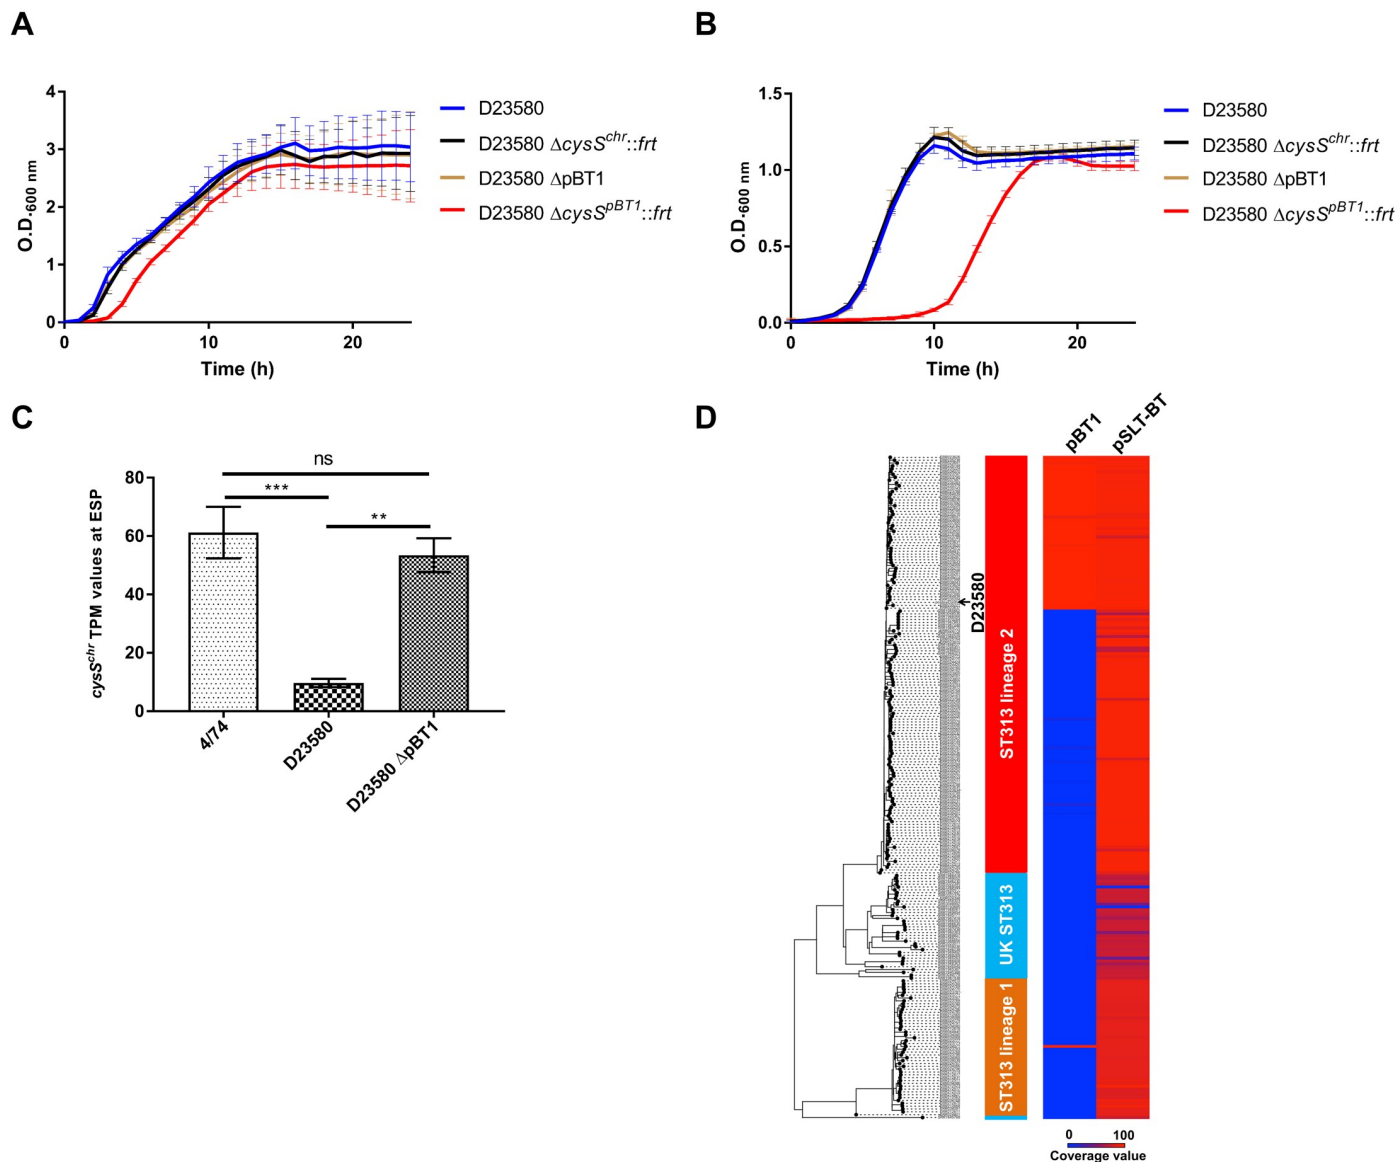 A
4
3
2
1
0
0
10
20
O.D.600 nm
Time (h)
D23580
D23580 ΔcysSchr::frt
D23580 ΔpBT1
D23580 ΔcysSpBT1::frt
B
1.5
1.0
0.5
0.0
0
10
20
O.D.600 nm
Time (h)
D23580
D23580 ΔcysSchr::frt
D23580 ΔpBT1
D23580 ΔcysSpBT1::frt
C
ns
***
**
80
60
40
20
0
cysSchr TPM values at ESP
4/74
D23580
D23580 ΔpBT1
D
pBT1
pSLT-BT
D23580
ST313 lineage 2
UK ST313
ST313 lineage 1
0 100
Coverage value